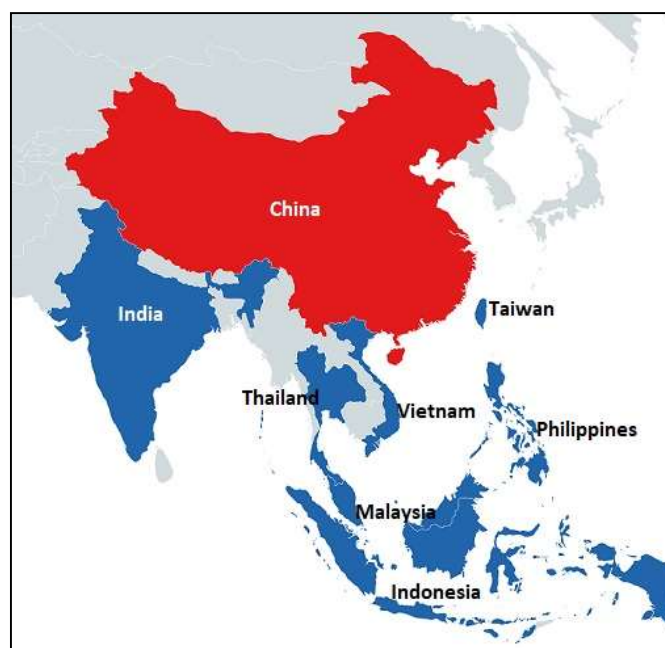 China
India
Taiwan
Thailand
Vietnam
Philippines
Malaysia
Indonesia